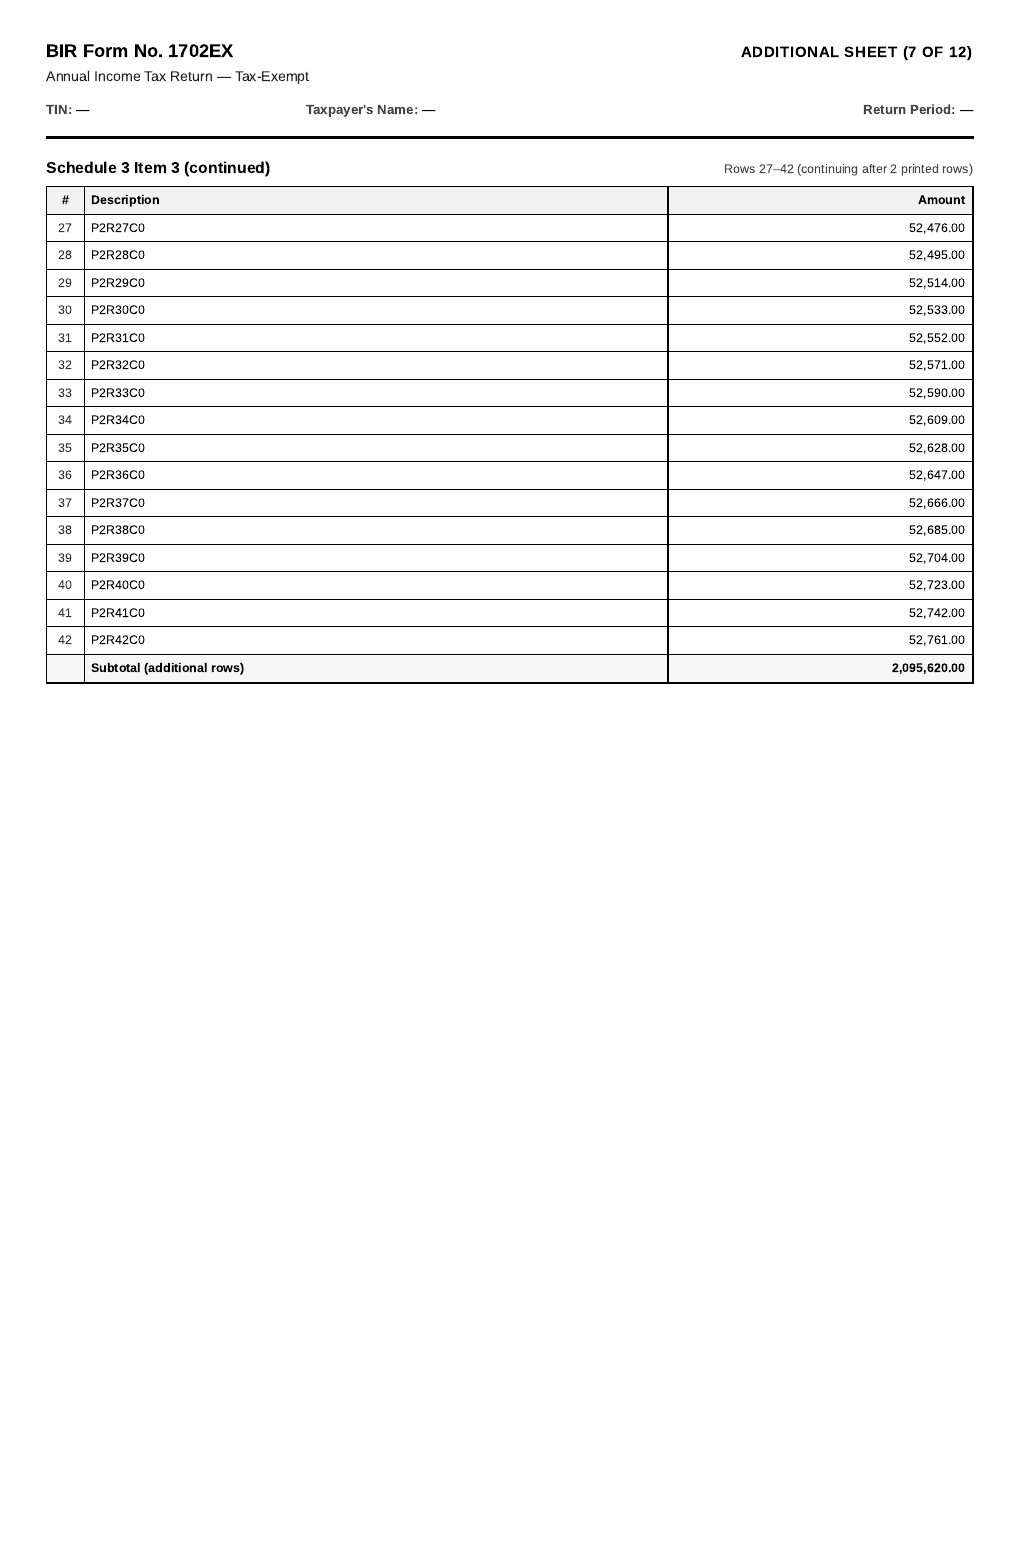 BIR Form No. 1702EX
ADDITIONAL SHEET (7 OF 12)
Annual Income Tax Return — Tax-Exempt
TIN: — Taxpayer's Name: — Return Period: —
Schedule 3 Item 3 (continued)
Rows 27–42 (continuing after 2 printed rows)
# Description Amount
27 P2R27C0 52,476.00
28 P2R28C0 52,495.00
29 P2R29C0 52,514.00
30 P2R30C0 52,533.00
31 P2R31C0 52,552.00
32 P2R32C0 52,571.00
33 P2R33C0 52,590.00
34 P2R34C0 52,609.00
35 P2R35C0 52,628.00
36 P2R36C0 52,647.00
37 P2R37C0 52,666.00
38 P2R38C0 52,685.00
39 P2R39C0 52,704.00
40 P2R40C0 52,723.00
41 P2R41C0 52,742.00
42 P2R42C0 52,761.00
Subtotal (additional rows) 2,095,620.00